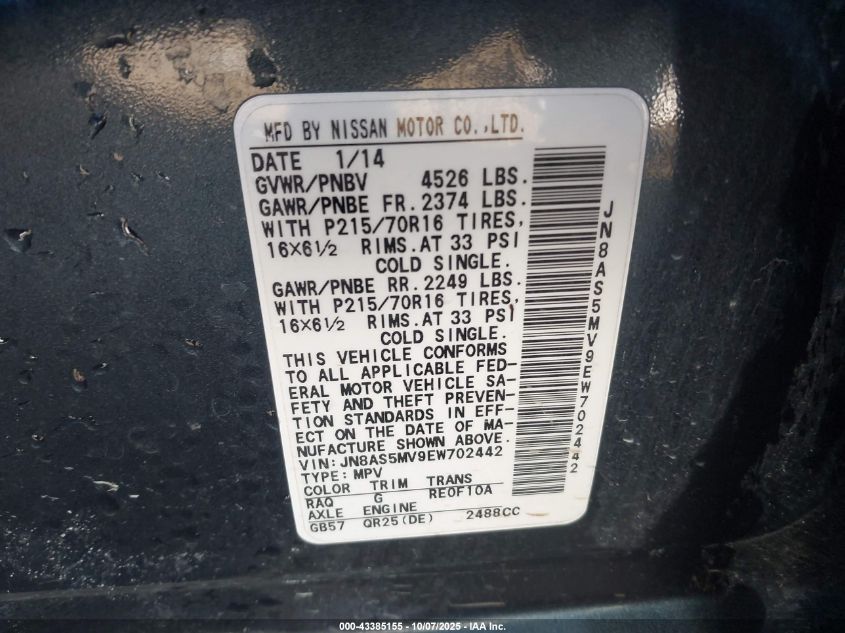 MFD BY NISSAN MOTOR CO.,LTD.
DATE 1/14
GVWR/PNBV 4526 LBS.
GAWR/PNBE FR. 2374 LBS.
WITH P215/70R16 TIRES,
16X6½ RIMS.AT 33 PSI
COLD SINGLE.
GAWR/PNBE RR. 2249 LBS.
WITH P215/70R16 TIRES,
16X6½ RIMS.AT 33 PSI
COLD SINGLE.
THIS VEHICLE CONFORMS
TO ALL APPLICABLE FED-
ERAL MOTOR VEHICLE SA-
FETY AND THEFT PREVEN-
TION STANDARDS IN EFF-
ECT ON THE DATE OF MA-
NUFACTURE SHOWN ABOVE.
VIN:JN8AS5MV9EW702442
TYPE:MPV
COLOR TRIM TRANS
RAQ G RE0F10A
AXLE ENGINE
GB57 QR25(DE) 2488CC
JN8AS5MV9EW702442
000-43385155 | 10/07/2025 - IAA Inc.